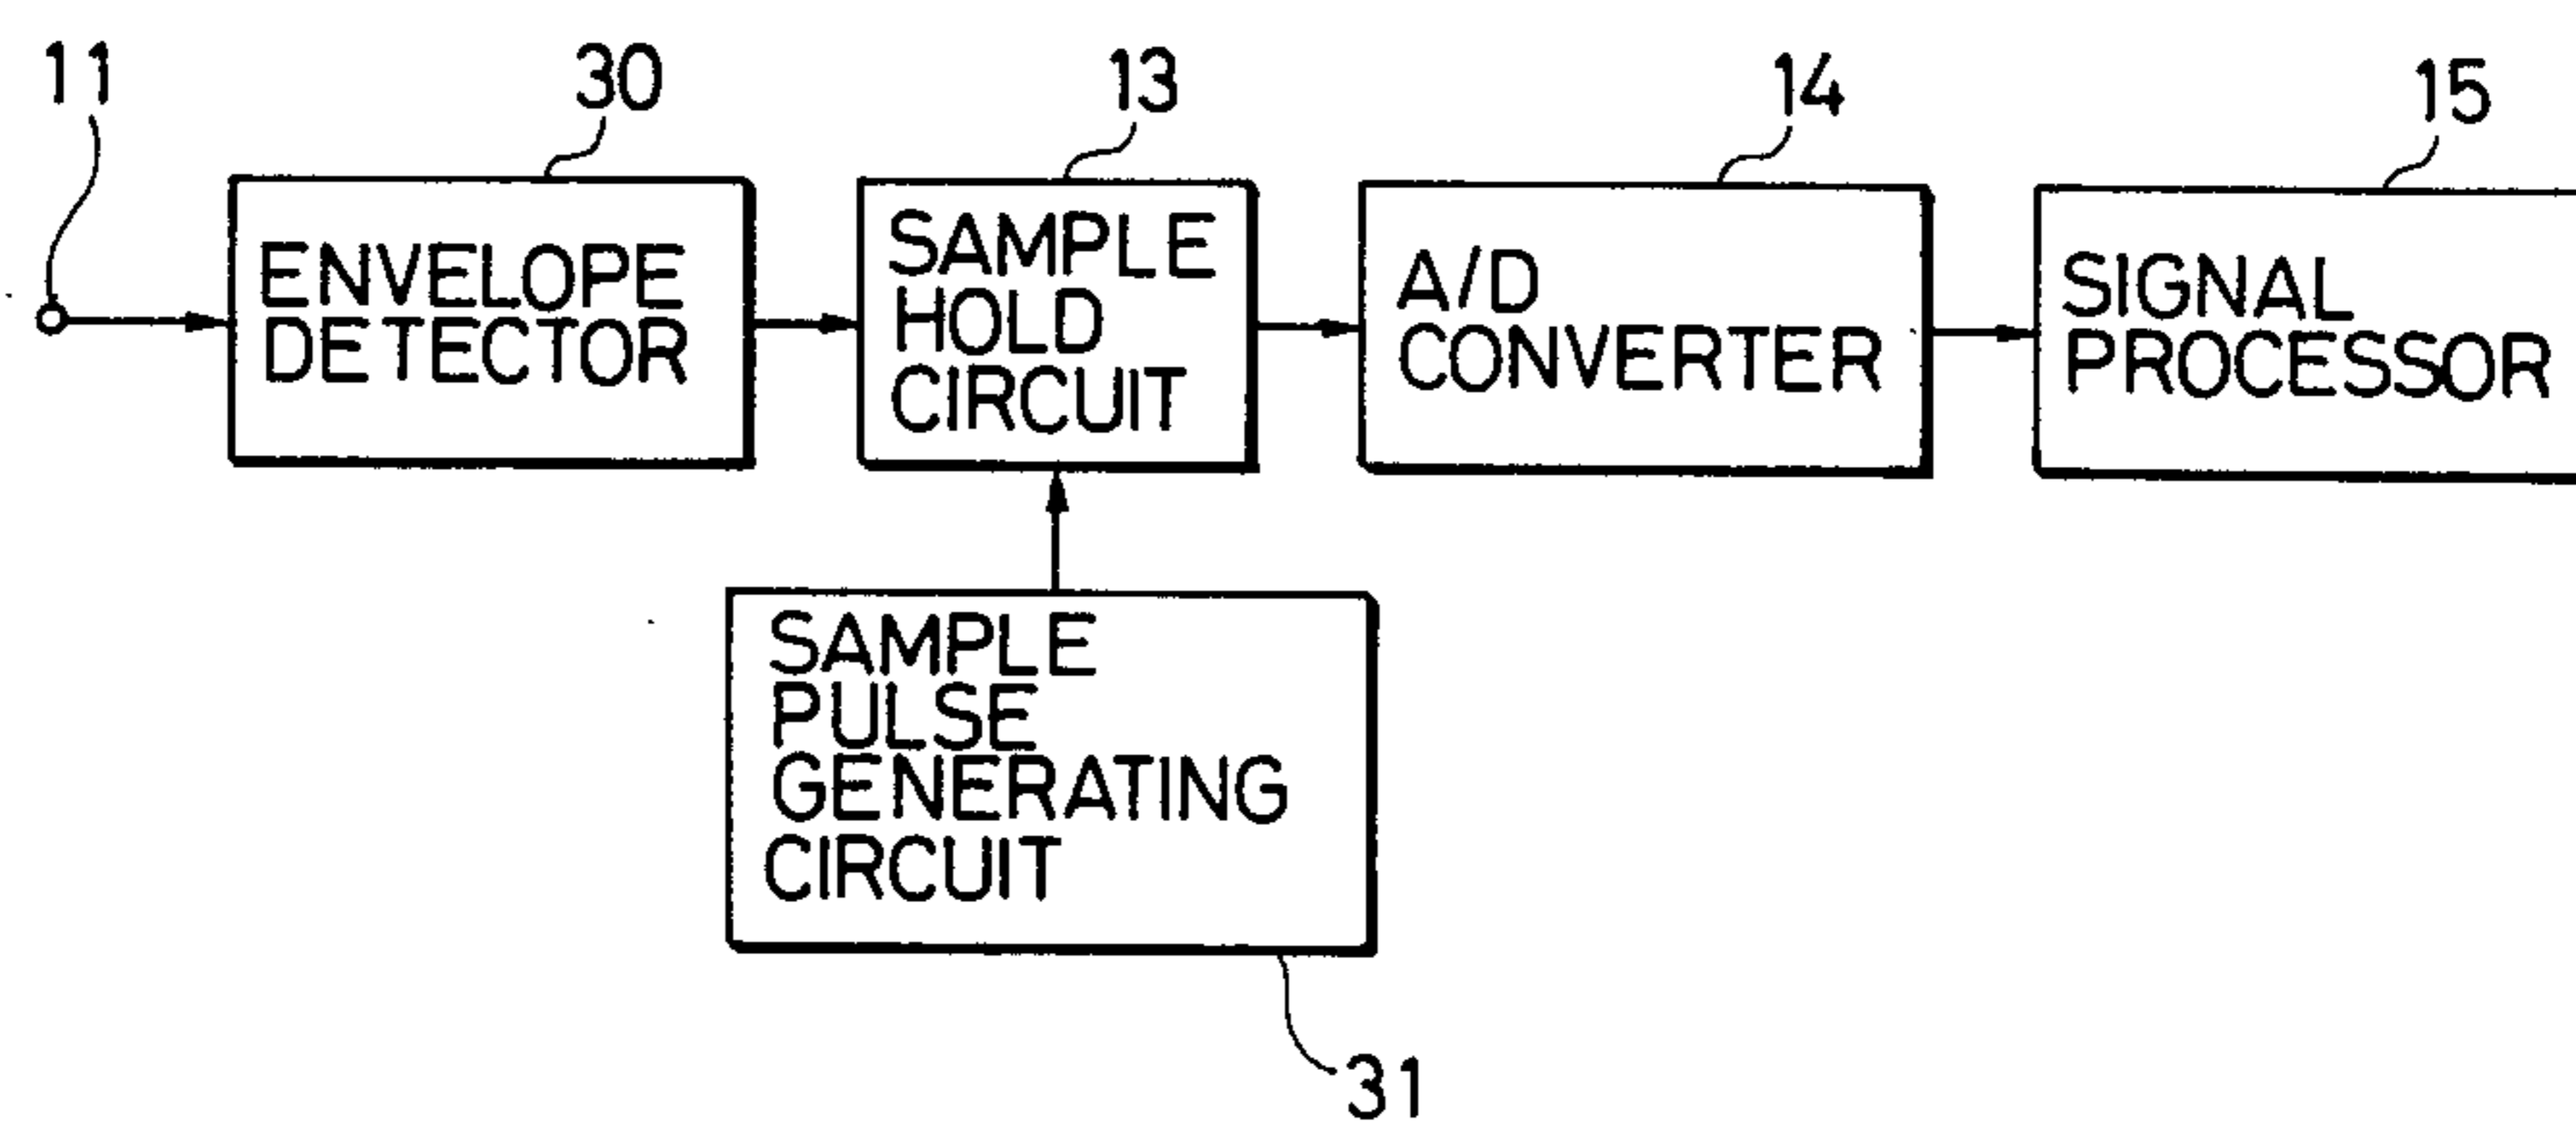 11
30
13
14
15
ENVELOPE
DETECTOR
SAMPLE
HOLD
CIRCUIT
A/D
CONVERTER
SIGNAL
PROCESSOR
SAMPLE
PULSE
GENERATING
CIRCUIT
31